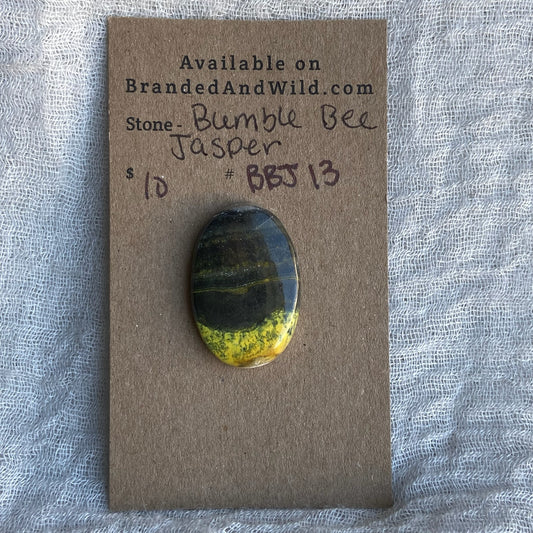 Available on
BrandedAndWild.com
Stone - Bumble Bee
Jasper
$ 10 # BBJ 13